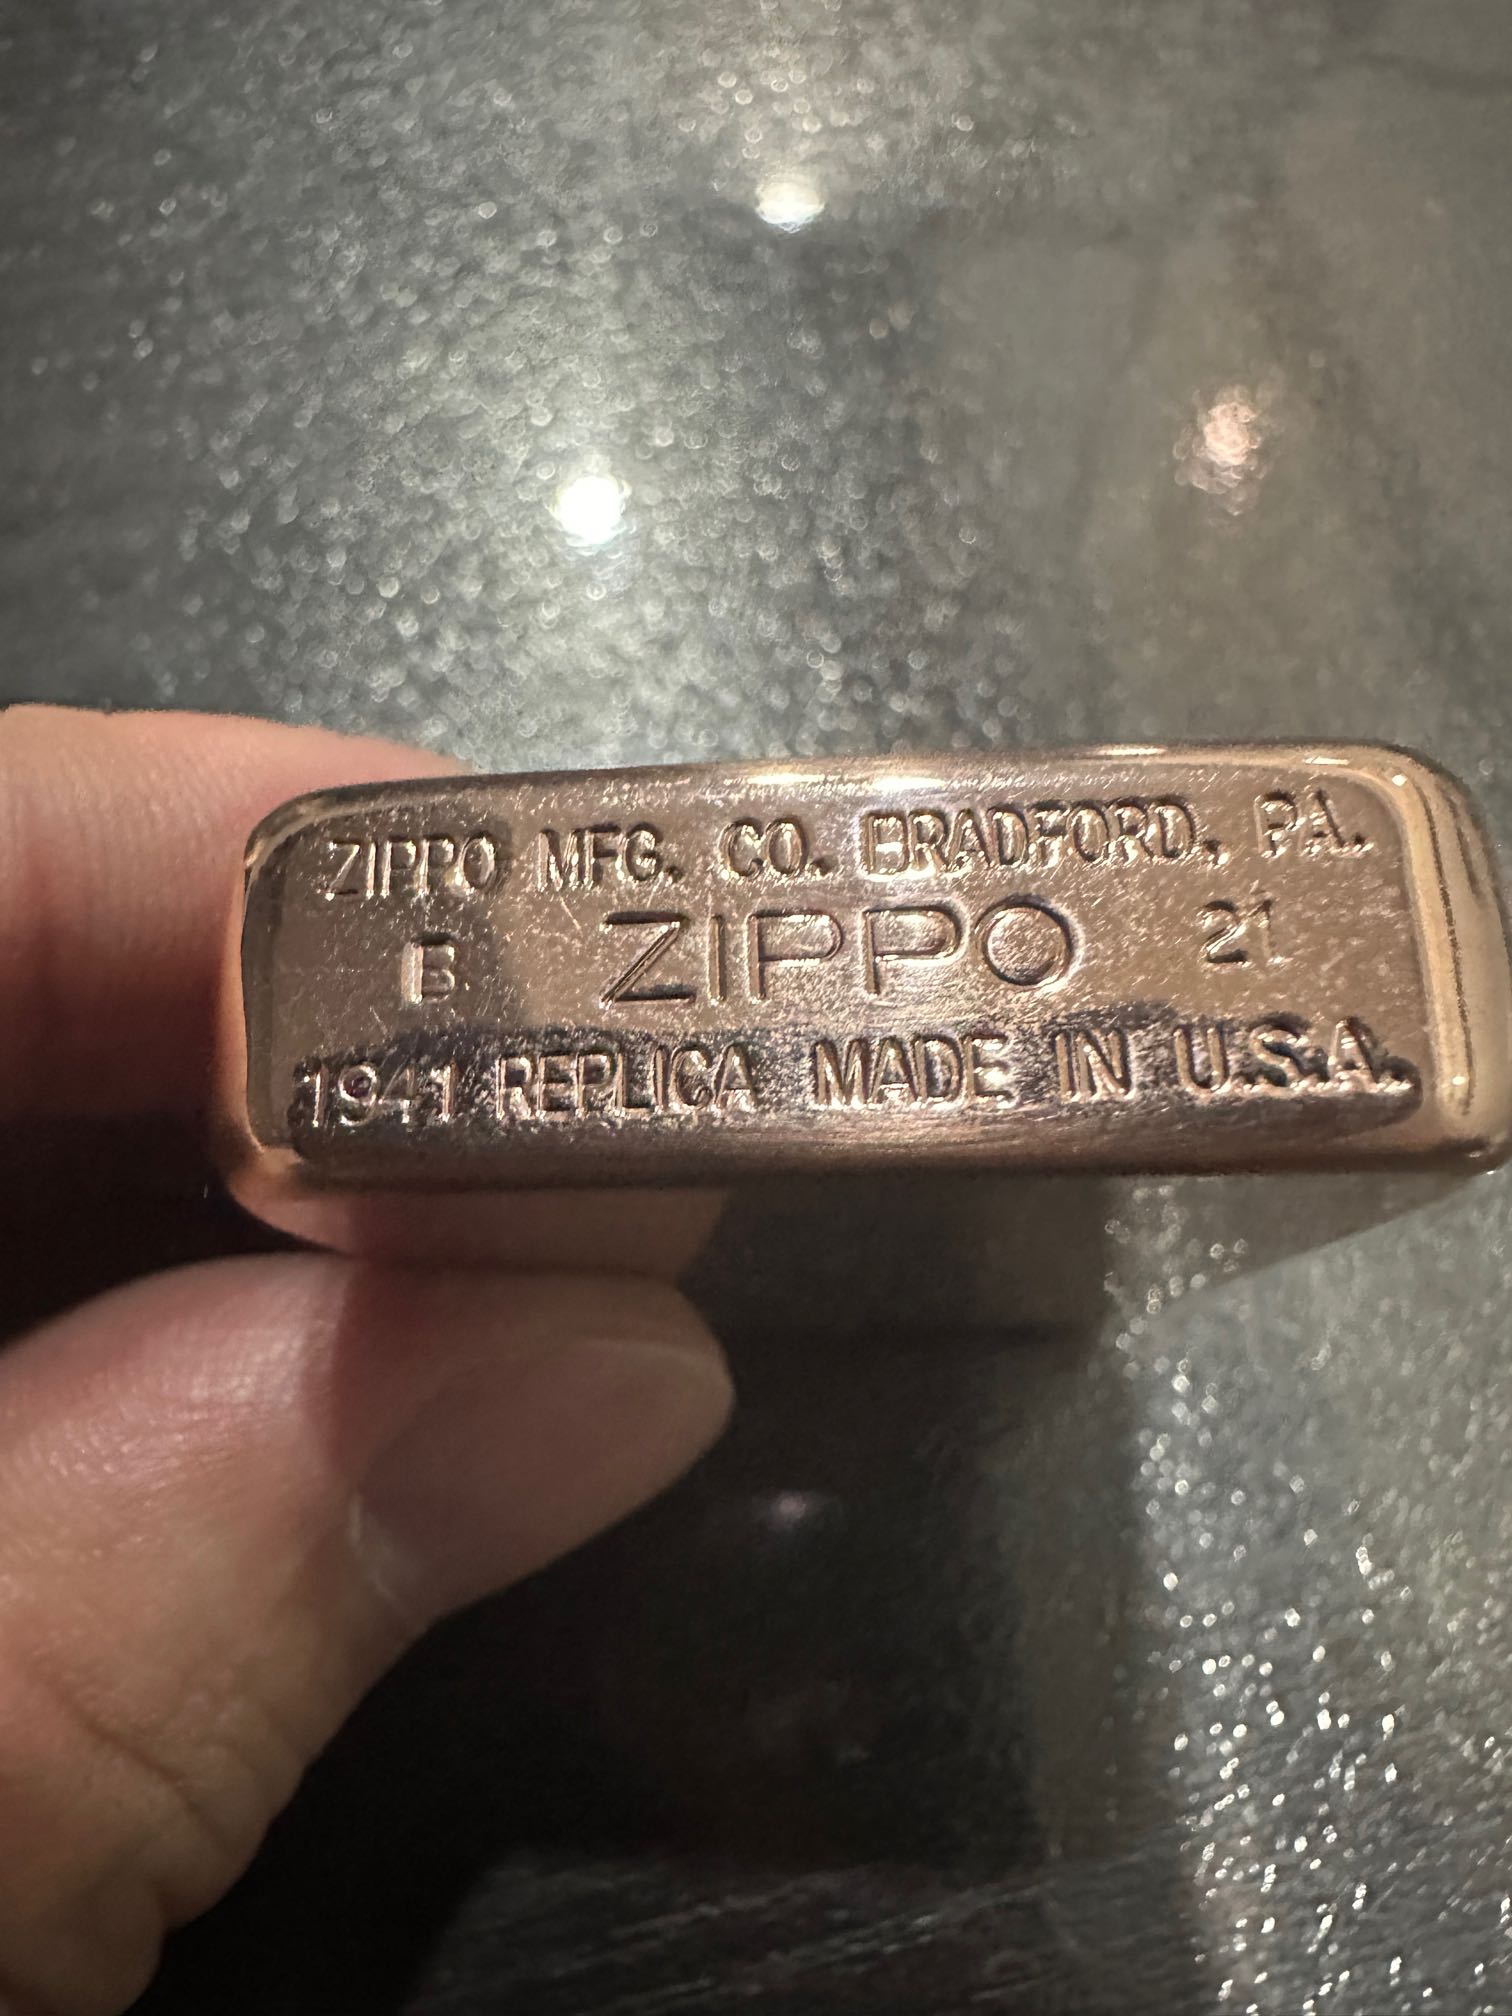 ZIPPO MFG. CO. BRADFORD, PA.
B ZIPPO 21
1941 REPLICA MADE IN U.S.A.